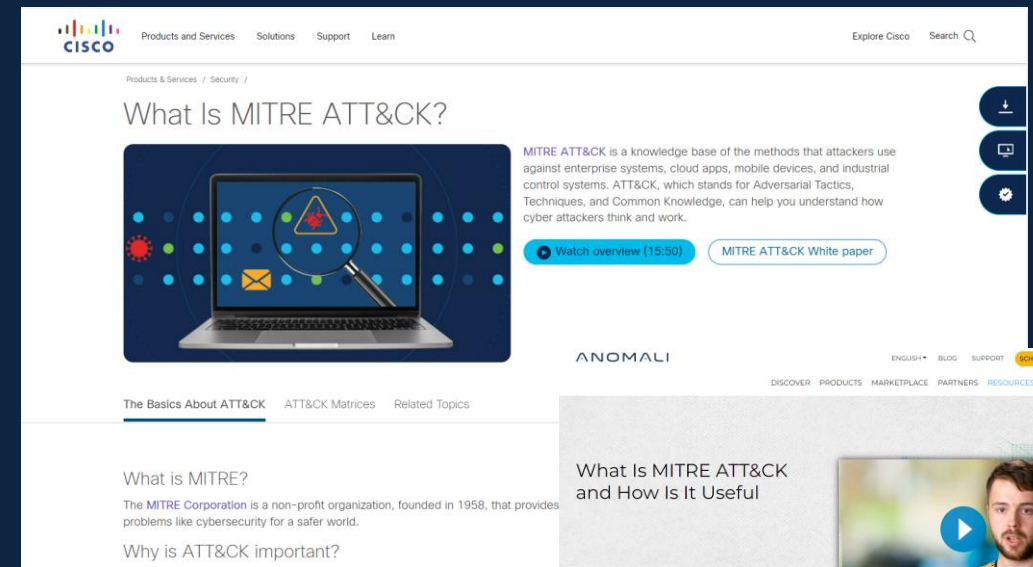 CISCO
Products and Services Solutions Support Learn
Explore Cisco Search
Products & Services / Security /
What Is MITRE ATT&CK?
MITRE ATT&CK is a knowledge base of the methods that attackers use
against enterprise systems, cloud apps, mobile devices, and industrial
control systems. ATT&CK, which stands for Adversarial Tactics,
Techniques, and Common Knowledge, can help you understand how
cyber attackers think and work.
Watch overview (15:50) MITRE ATT&CK White paper
The Basics About ATT&CK ATT&CK Matrices Related Topics
What is MITRE?
The MITRE Corporation is a non-profit organization, founded in 1958, that provides
problems like cybersecurity for a safer world.
Why is ATT&CK important?
ANOMALI
ENGLISH BLOG SUPPORT SCH
DISCOVER PRODUCTS MARKETPLACE PARTNERS RESOURCES
What Is MITRE ATT&CK
and How Is It Useful